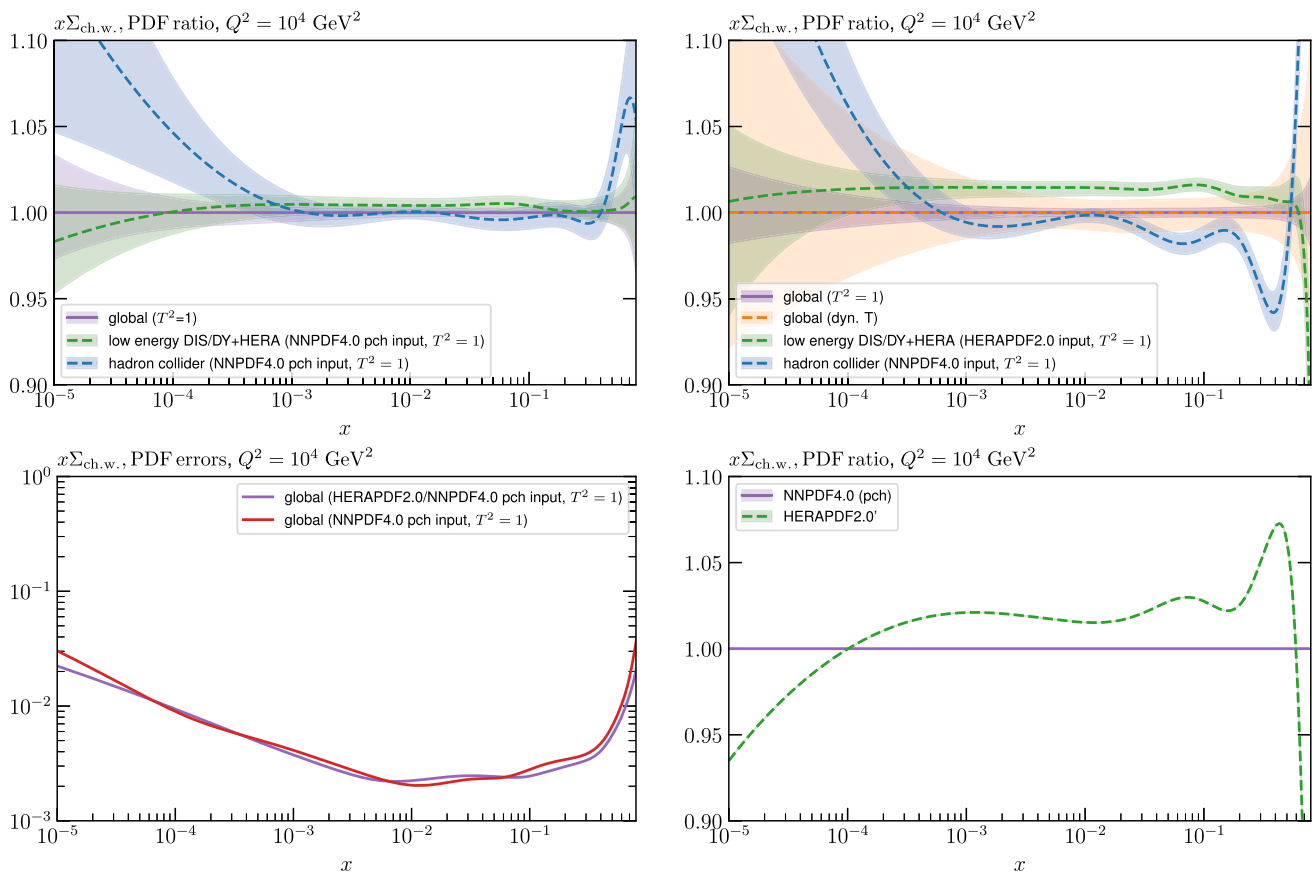 xΣ_ch.w., PDF ratio, Q² = 10⁴ GeV²
1.10
1.05
1.00
0.95
0.90
global (T²=1)
low energy DIS/DY+HERA (NNPDF4.0 pch input, T² = 1)
hadron collider (NNPDF4.0 pch input, T² = 1)
10⁻⁵ 10⁻⁴ 10⁻³ 10⁻² 10⁻¹
x
xΣ_ch.w., PDF ratio, Q² = 10⁴ GeV²
1.10
1.05
1.00
0.95
0.90
global (T² = 1)
global (dyn. T)
low energy DIS/DY+HERA (HERAPDF2.0 input, T² = 1)
hadron collider (NNPDF4.0 input, T² = 1)
10⁻⁵ 10⁻⁴ 10⁻³ 10⁻² 10⁻¹
x
xΣ_ch.w., PDF errors, Q² = 10⁴ GeV²
10⁰
10⁻¹
10⁻²
10⁻³
global (HERAPDF2.0/NNPDF4.0 pch input, T² = 1)
global (NNPDF4.0 pch input, T² = 1)
10⁻⁵ 10⁻⁴ 10⁻³ 10⁻² 10⁻¹
x
xΣ_ch.w., PDF ratio, Q² = 10⁴ GeV²
1.10
1.05
1.00
0.95
0.90
NNPDF4.0 (pch)
HERAPDF2.0'
10⁻⁵ 10⁻⁴ 10⁻³ 10⁻² 10⁻¹
x